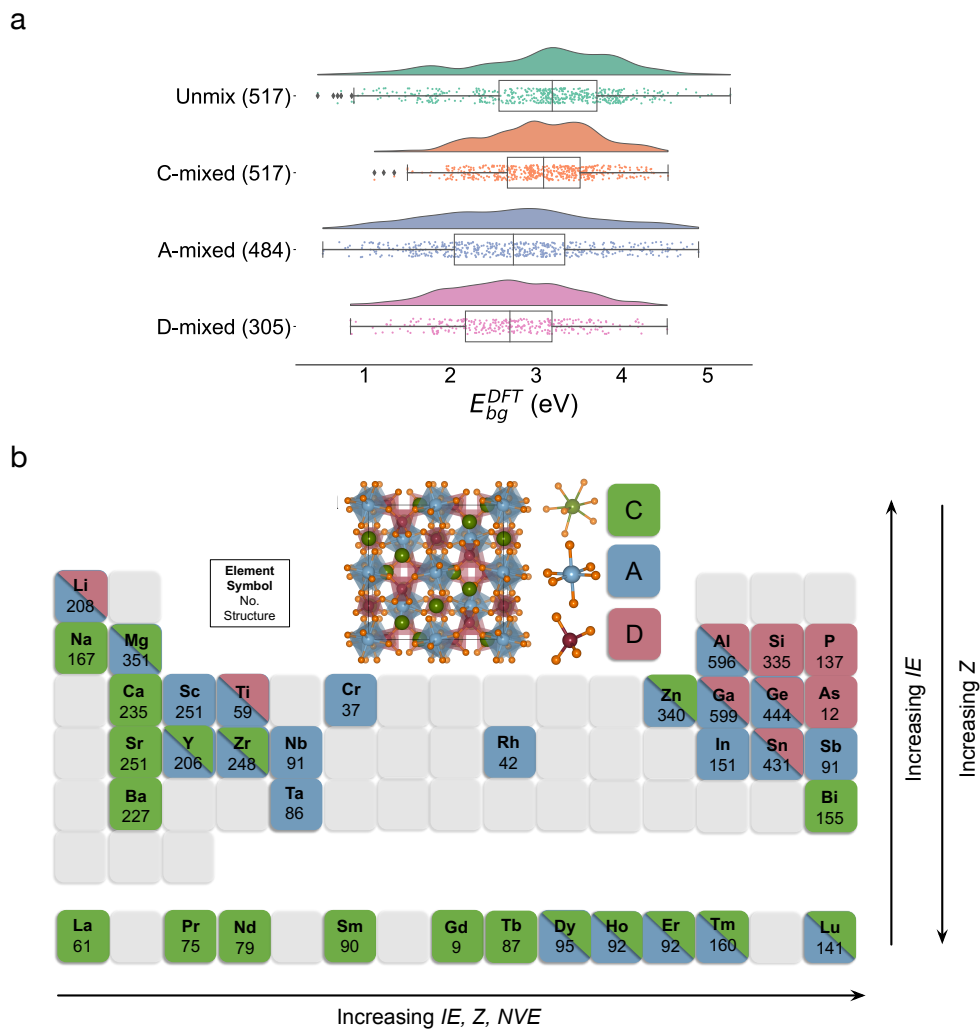 a
Unmix (517)
C-mixed (517)
A-mixed (484)
D-mixed (305)
1 2 3 4 5
E_bg^DFT (eV)
b
C
A
D
Element
Symbol
No.
Structure
Li
208
Na Mg Al Si P
167 351 596 335 137
Ca Sc Ti Cr Zn Ga Ge As
235 251 59 37 340 599 444 12
Sr Y Zr Nb Rh In Sn Sb
251 206 248 91 42 151 431 91
Ba Ta Bi
227 86 155
La Pr Nd Sm Gd Tb Dy Ho Er Tm Lu
61 75 79 90 9 87 95 92 92 160 141
Increasing IE
Increasing Z
Increasing IE, Z, NVE